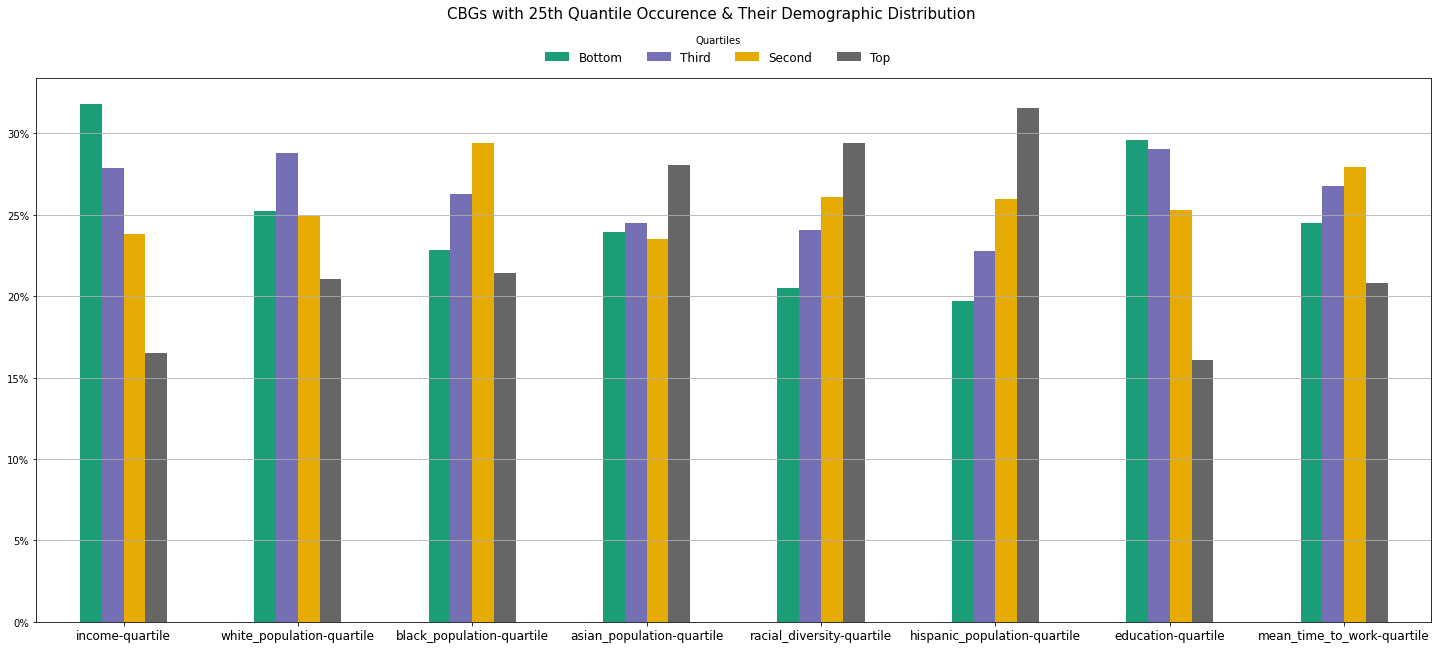 CBGs with 25th Quantile Occurence & Their Demographic Distribution
Quartiles
Bottom Third Second Top
30%
25%
20%
15%
10%
5%
0%
income-quartile white_population-quartile black_population-quartile asian_population-quartile racial_diversity-quartile hispanic_population-quartile education-quartile mean_time_to_work-quartile